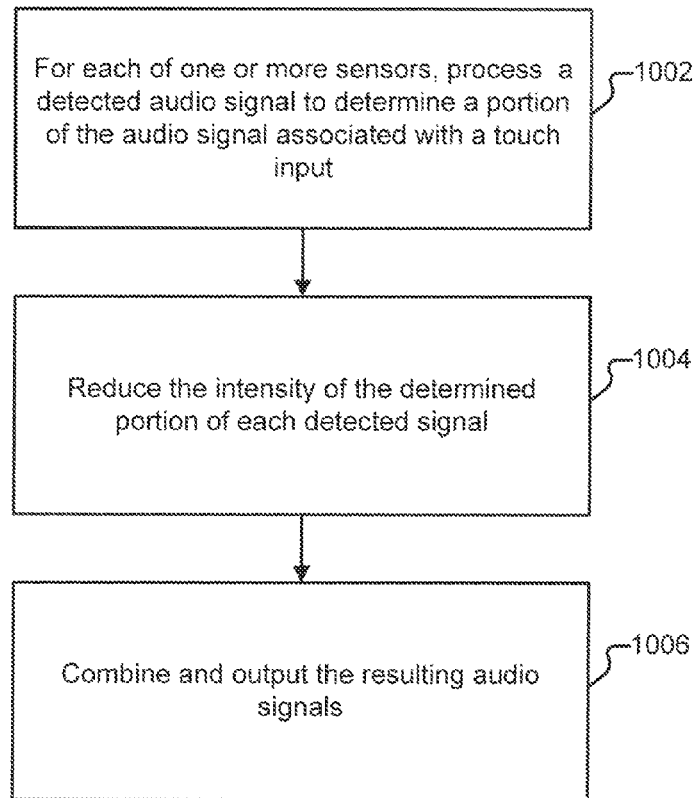 For each of one or more sensors, process a
detected audio signal to determine a portion
of the audio signal associated with a touch
input
1002
Reduce the intensity of the determined
portion of each detected signal
1004
Combine and output the resulting audio
signals
1006